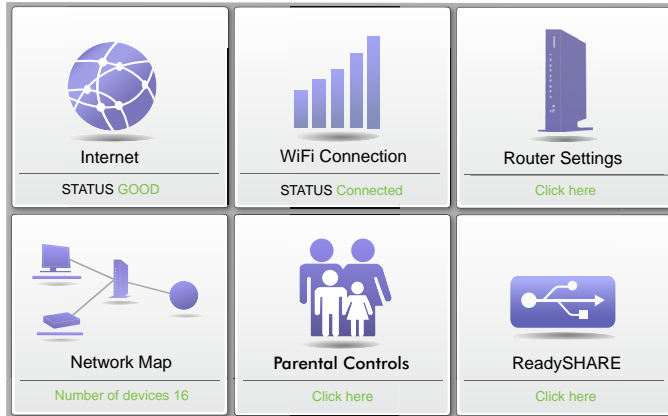 Internet
STATUS GOOD
WiFi Connection
STATUS Connected
Router Settings
Click here
Network Map
Number of devices 16
Parental Controls
Click here
ReadySHARE
Click here